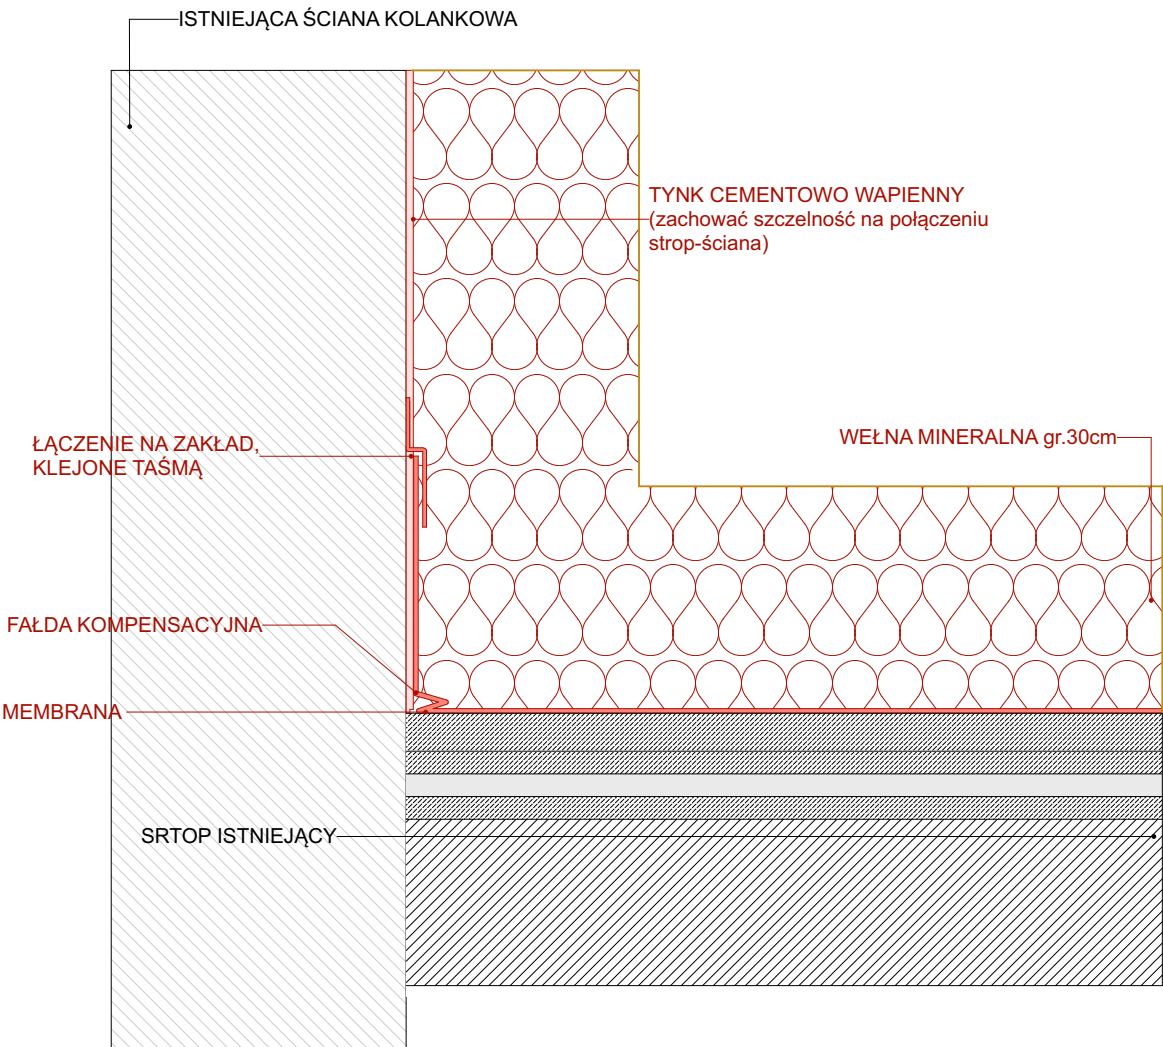 ISTNIEJĄCA ŚCIANA KOLANKOWA
TYNK CEMENTOWO WAPIENNY
(zachować szczelność na połączeniu
strop-ściana)
ŁĄCZENIE NA ZAKŁAD,
KLEJONE TAŚMĄ
WEŁNA MINERALNA gr.30cm
FAŁDA KOMPENSACYJNA
MEMBRANA
SRTOP ISTNIEJĄCY